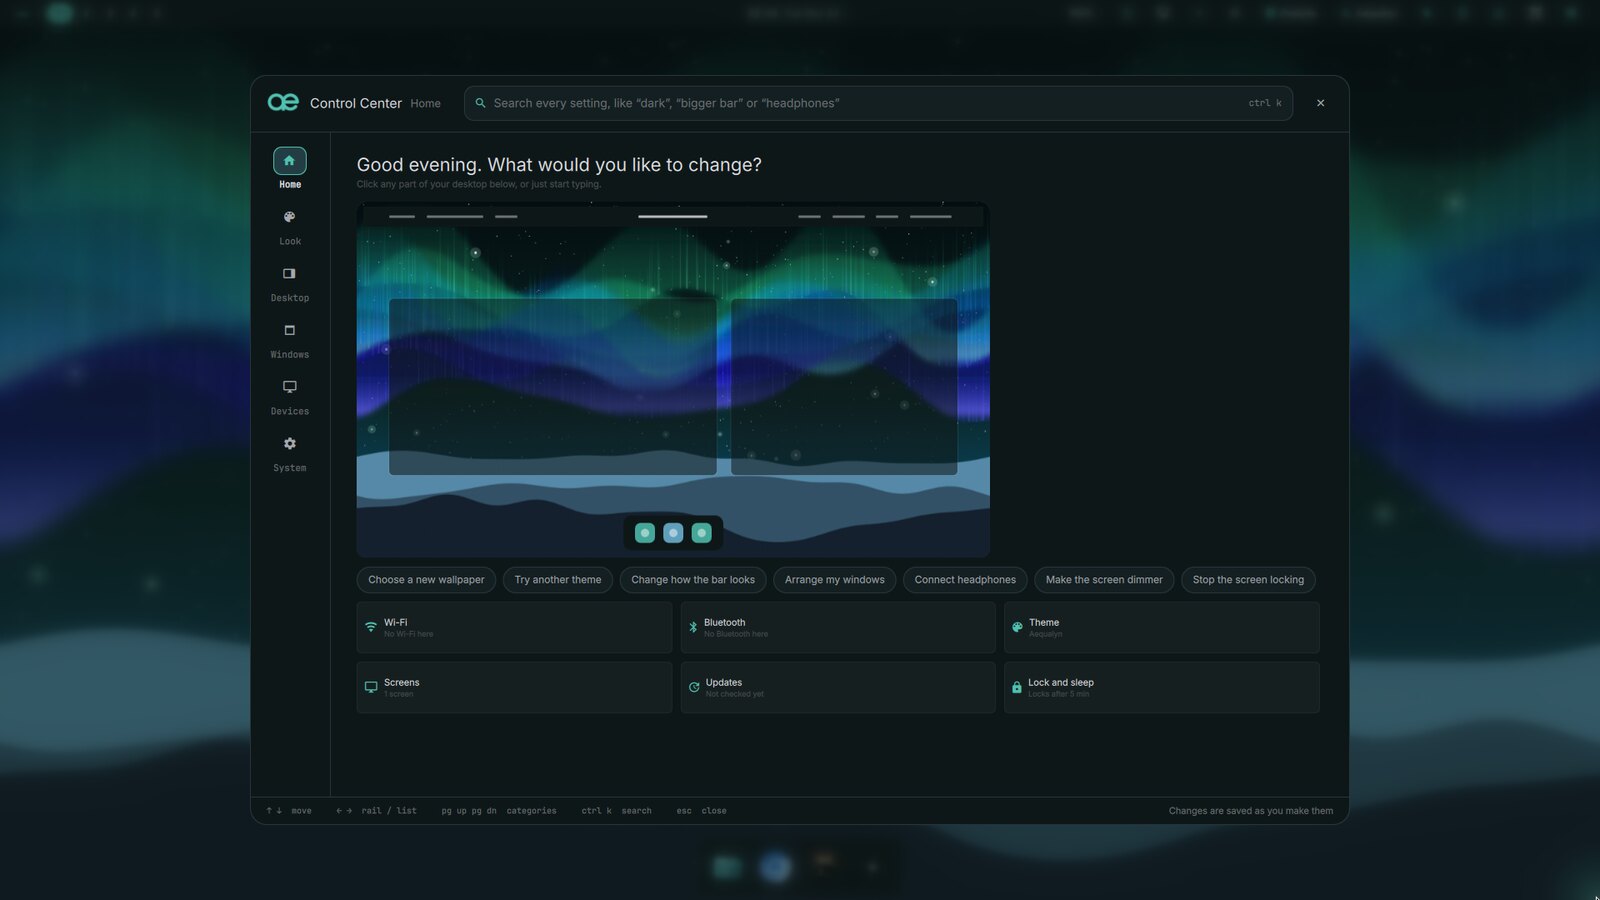 Control Center Home
Search every setting, like “dark”, “bigger bar” or “headphones”
ctrl k
Home
Look
Desktop
Windows
Devices
System
Good evening. What would you like to change?
Click any part of your desktop below, or just start typing.
Choose a new wallpaper
Try another theme
Change how the bar looks
Arrange my windows
Connect headphones
Make the screen dimmer
Stop the screen locking
Wi-Fi
No Wi-Fi here
Bluetooth
No Bluetooth here
Theme
Aequalyn
Screens
1 screen
Updates
Not checked yet
Lock and sleep
Locks after 5 min
↑ ↓ move
← → rail / list
pg up pg dn categories
ctrl k search
esc close
Changes are saved as you make them